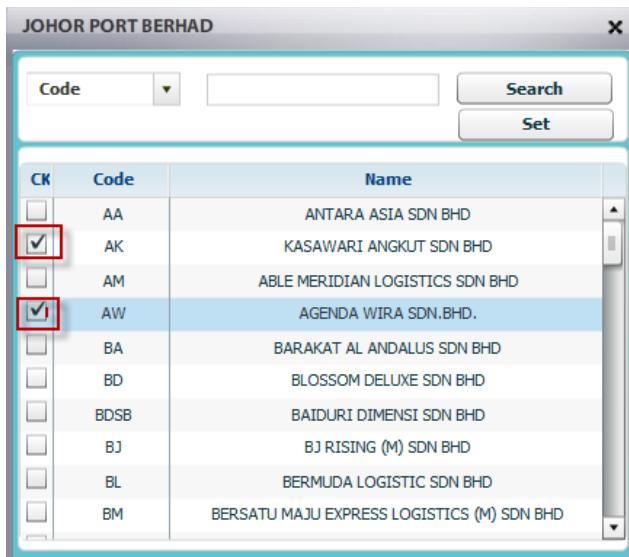 JOHOR PORT BERHAD
Code Search
Set
CK Code Name
AA ANTARA ASIA SDN BHD
AK KASAWARI ANGKUT SDN BHD
AM ABLE MERIDIAN LOGISTICS SDN BHD
AW AGENDA WIRA SDN.BHD.
BA BARAKAT AL ANDALUS SDN BHD
BD BLOSSOM DELUXE SDN BHD
BDSB BAIDURI DIMENSI SDN BHD
BJ BJ RISING (M) SDN BHD
BL BERMUDA LOGISTIC SDN BHD
BM BERSATU MAJU EXPRESS LOGISTICS (M) SDN BHD